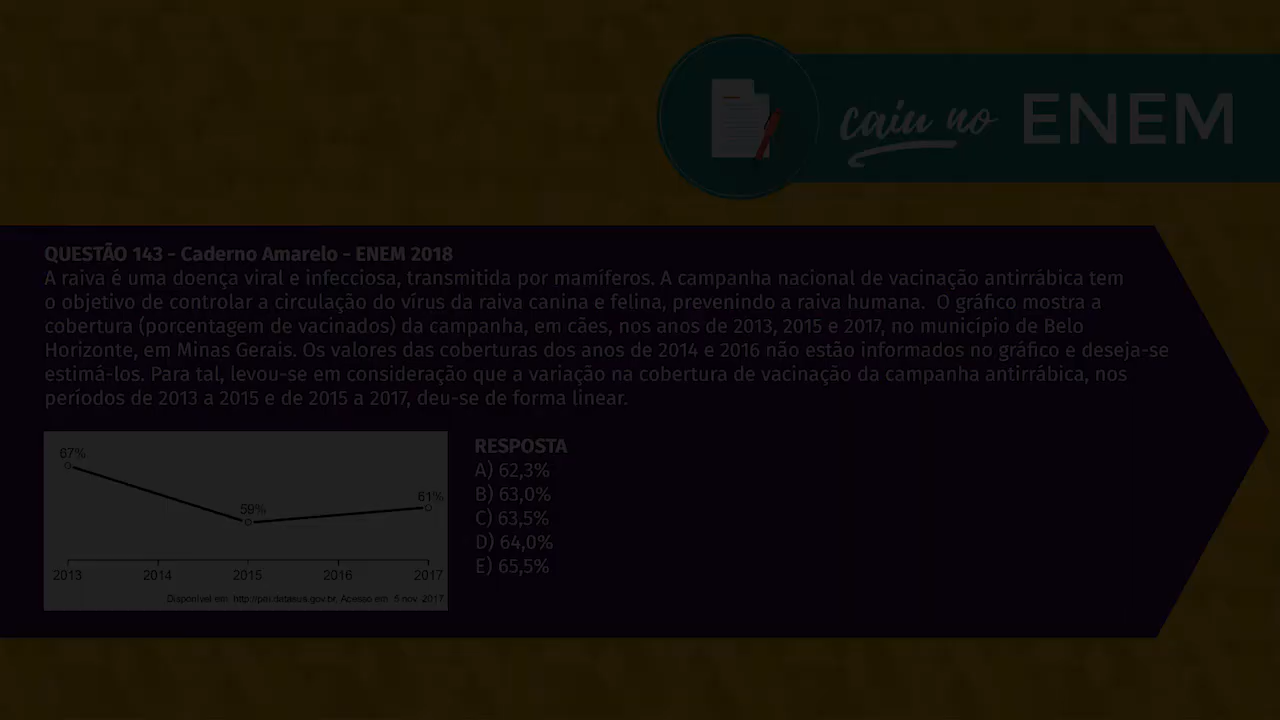 caiu no ENEM
QUESTÃO 143 - Caderno Amarelo - ENEM 2018
A raiva é uma doença viral e infecciosa, transmitida por mamíferos. A campanha nacional de vacinação antirrábica tem
o objetivo de controlar a circulação do vírus da raiva canina e felina, prevenindo a raiva humana. O gráfico mostra a
cobertura (porcentagem de vacinados) da campanha, em cães, nos anos de 2013, 2015 e 2017, no município de Belo
Horizonte, em Minas Gerais. Os valores das coberturas dos anos de 2014 e 2016 não estão informados no gráfico e deseja-se
estimá-los. Para tal, levou-se em consideração que a variação na cobertura de vacinação da campanha antirrábica, nos
períodos de 2013 a 2015 e de 2015 a 2017, deu-se de forma linear.
67%
59%
61%
2013 2014 2015 2016 2017
Disponível em: http://pni.datasus.gov.br. Acesso em: 5 nov. 2017.
RESPOSTA
A) 62,3%
B) 63,0%
C) 63,5%
D) 64,0%
E) 65,5%